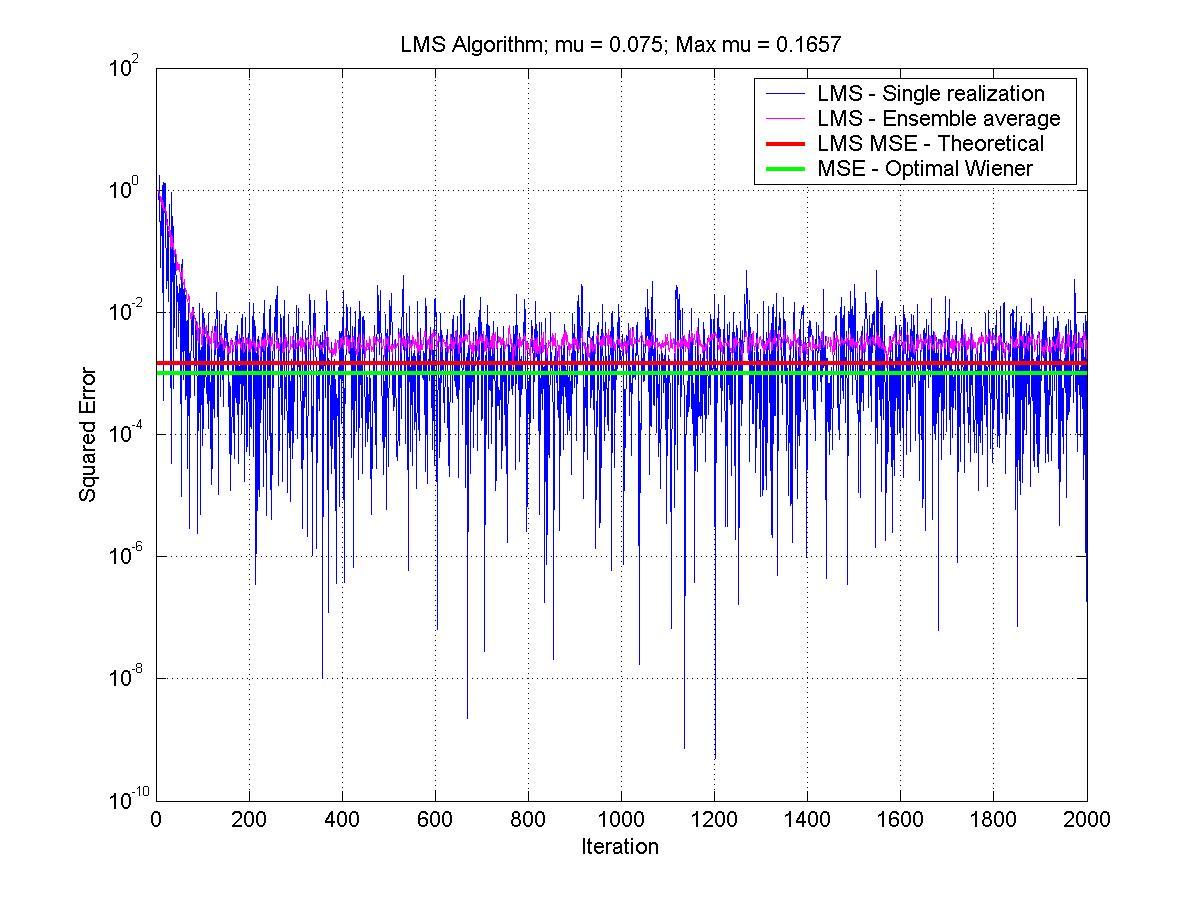 LMS Algorithm; mu = 0.075; Max mu = 0.1657
10^2
LMS - Single realization
LMS - Ensemble average
LMS MSE - Theoretical
MSE - Optimal Wiener
10^0
10^-2
10^-4
10^-6
10^-8
10^-10
Squared Error
0 200 400 600 800 1000 1200 1400 1600 1800 2000
Iteration